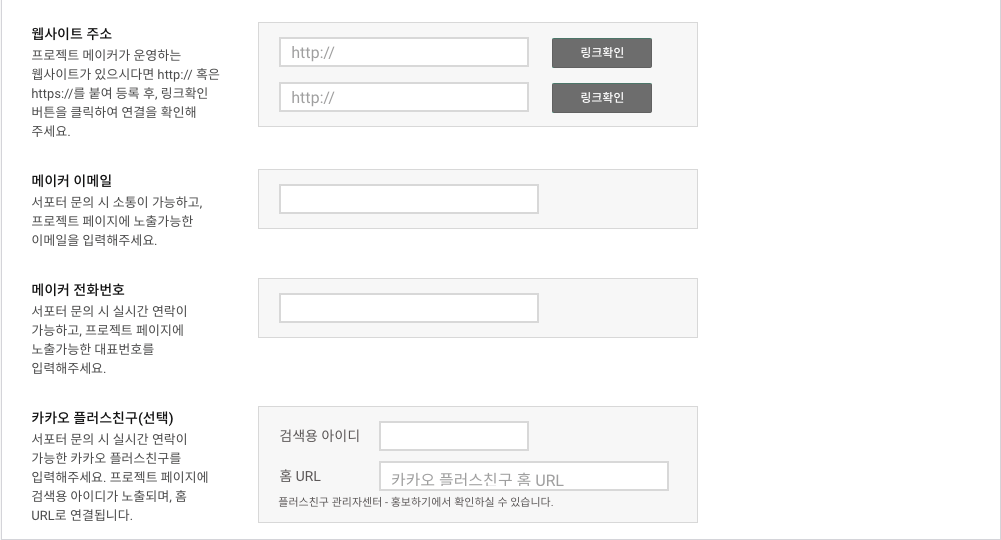 웹사이트 주소
프로젝트 메이커가 운영하는
웹사이트가 있으시다면 http:// 혹은
https://를 붙여 등록 후, 링크확인
버튼을 클릭하여 연결을 확인해
주세요.
http://
링크확인
http://
링크확인
메이커 이메일
서포터 문의 시 소통이 가능하고,
프로젝트 페이지에 노출가능한
이메일을 입력해주세요.
메이커 전화번호
서포터 문의 시 실시간 연락이
가능하고, 프로젝트 페이지에
노출가능한 대표번호를
입력해주세요.
카카오 플러스친구(선택)
서포터 문의 시 실시간 연락이
가능한 카카오 플러스친구를
입력해주세요. 프로젝트 페이지에
검색용 아이디가 노출되며, 홈
URL로 연결됩니다.
검색용 아이디
홈 URL
카카오 플러스친구 홈 URL
플러스친구 관리자센터 - 홍보하기에서 확인하실 수 있습니다.